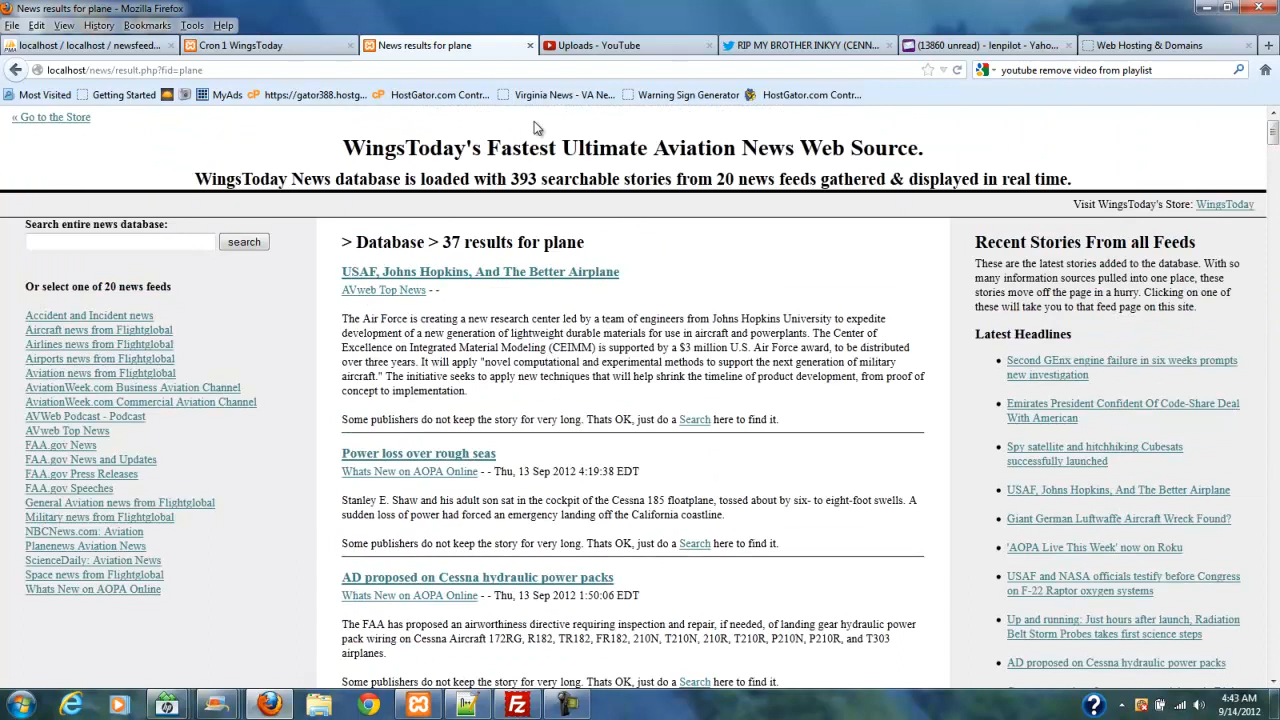 News results for plane - Mozilla Firefox
File Edit View History Bookmarks Tools Help
localhost / localhost / newsfeed...
Cron 1 WingsToday
News results for plane
Uploads - YouTube
RIP MY BROTHER INKYY (CENN...
(13860 unread) - lenpilot - Yahoo...
Web Hosting & Domains
localhost/news/result.php?fid=plane
youtube remove video from playlist
Most Visited Getting Started MyAds https://gator388.hostg... HostGator.com Contr... Virginia News - VA Ne... Warning Sign Generator HostGator.com Contr...
« Go to the Store
WingsToday's Fastest Ultimate Aviation News Web Source.
WingsToday News database is loaded with 393 searchable stories from 20 news feeds gathered & displayed in real time.
Visit WingsToday's Store: WingsToday
Search entire news database:
search
Or select one of 20 news feeds
Accident and Incident news
Aircraft news from Flightglobal
Airlines news from Flightglobal
Airports news from Flightglobal
Aviation news from Flightglobal
AviationWeek.com Business Aviation Channel
AviationWeek.com Commercial Aviation Channel
AVWeb Podcast - Podcast
AVweb Top News
FAA.gov News
FAA.gov News and Updates
FAA.gov Press Releases
FAA.gov Speeches
General Aviation news from Flightglobal
Military news from Flightglobal
NBCNews.com: Aviation
Planenews Aviation News
ScienceDaily: Aviation News
Space news from Flightglobal
Whats New on AOPA Online
> Database > 37 results for plane
USAF, Johns Hopkins, And The Better Airplane
AVweb Top News - -
The Air Force is creating a new research center led by a team of engineers from Johns Hopkins University to expedite
development of a new generation of lightweight durable materials for use in aircraft and powerplants. The Center of
Excellence on Integrated Material Modeling (CEIMM) is supported by a $3 million U.S. Air Force award, to be distributed
over three years. It will apply "novel computational and experimental methods to support the next generation of military
aircraft." The initiative seeks to apply new techniques that will help shrink the timeline of product development, from proof of
concept to implementation.
Some publishers do not keep the story for very long. Thats OK, just do a Search here to find it.
Power loss over rough seas
Whats New on AOPA Online - - Thu, 13 Sep 2012 4:19:38 EDT
Stanley E. Shaw and his adult son sat in the cockpit of the Cessna 185 floatplane, tossed about by six- to eight-foot swells. A
sudden loss of power had forced an emergency landing off the California coastline.
Some publishers do not keep the story for very long. Thats OK, just do a Search here to find it.
AD proposed on Cessna hydraulic power packs
Whats New on AOPA Online - - Thu, 13 Sep 2012 1:50:06 EDT
The FAA has proposed an airworthiness directive requiring inspection and repair, if needed, of landing gear hydraulic power
pack wiring on Cessna Aircraft 172RG, R182, TR182, FR182, 210N, T210N, 210R, T210R, P210N, P210R, and T303
airplanes.
Some publishers do not keep the story for very long. Thats OK, just do a Search here to find it.
Recent Stories From all Feeds
These are the latest stories added to the database. With so
many information sources pulled into one place, these
stories move off the page in a hurry. Clicking on one of
these will take you to that feed page on this site.
Latest Headlines
Second GEnx engine failure in six weeks prompts
new investigation
Emirates President Confident Of Code-Share Deal
With American
Spy satellite and hitchhiking Cubesats
successfully launched
USAF, Johns Hopkins, And The Better Airplane
Giant German Luftwaffe Aircraft Wreck Found?
'AOPA Live This Week' now on Roku
USAF and NASA officials testify before Congress
on F-22 Raptor oxygen systems
Up and running: Just hours after launch, Radiation
Belt Storm Probes takes first science steps
AD proposed on Cessna hydraulic power packs
4:43 AM
9/14/2012